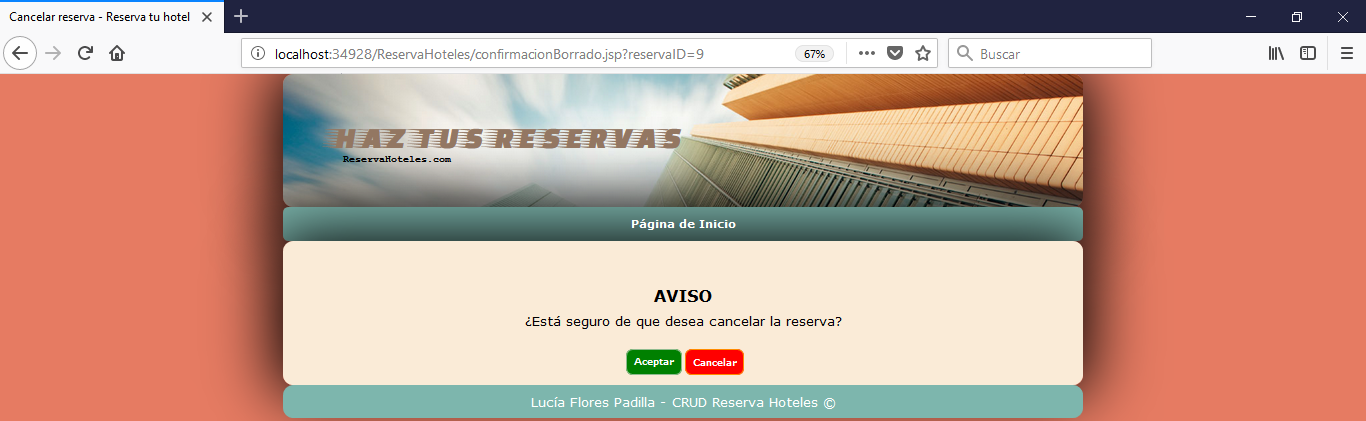 Cancelar reserva - Reserva tu hotel
localhost:34928/ReservaHoteles/confirmacionBorrado.jsp?reservaID=9
67%
Buscar
HAZ TUS RESERVAS
ReservaHoteles.com
Página de Inicio
AVISO
¿Está seguro de que desea cancelar la reserva?
Aceptar Cancelar
Lucía Flores Padilla - CRUD Reserva Hoteles ©